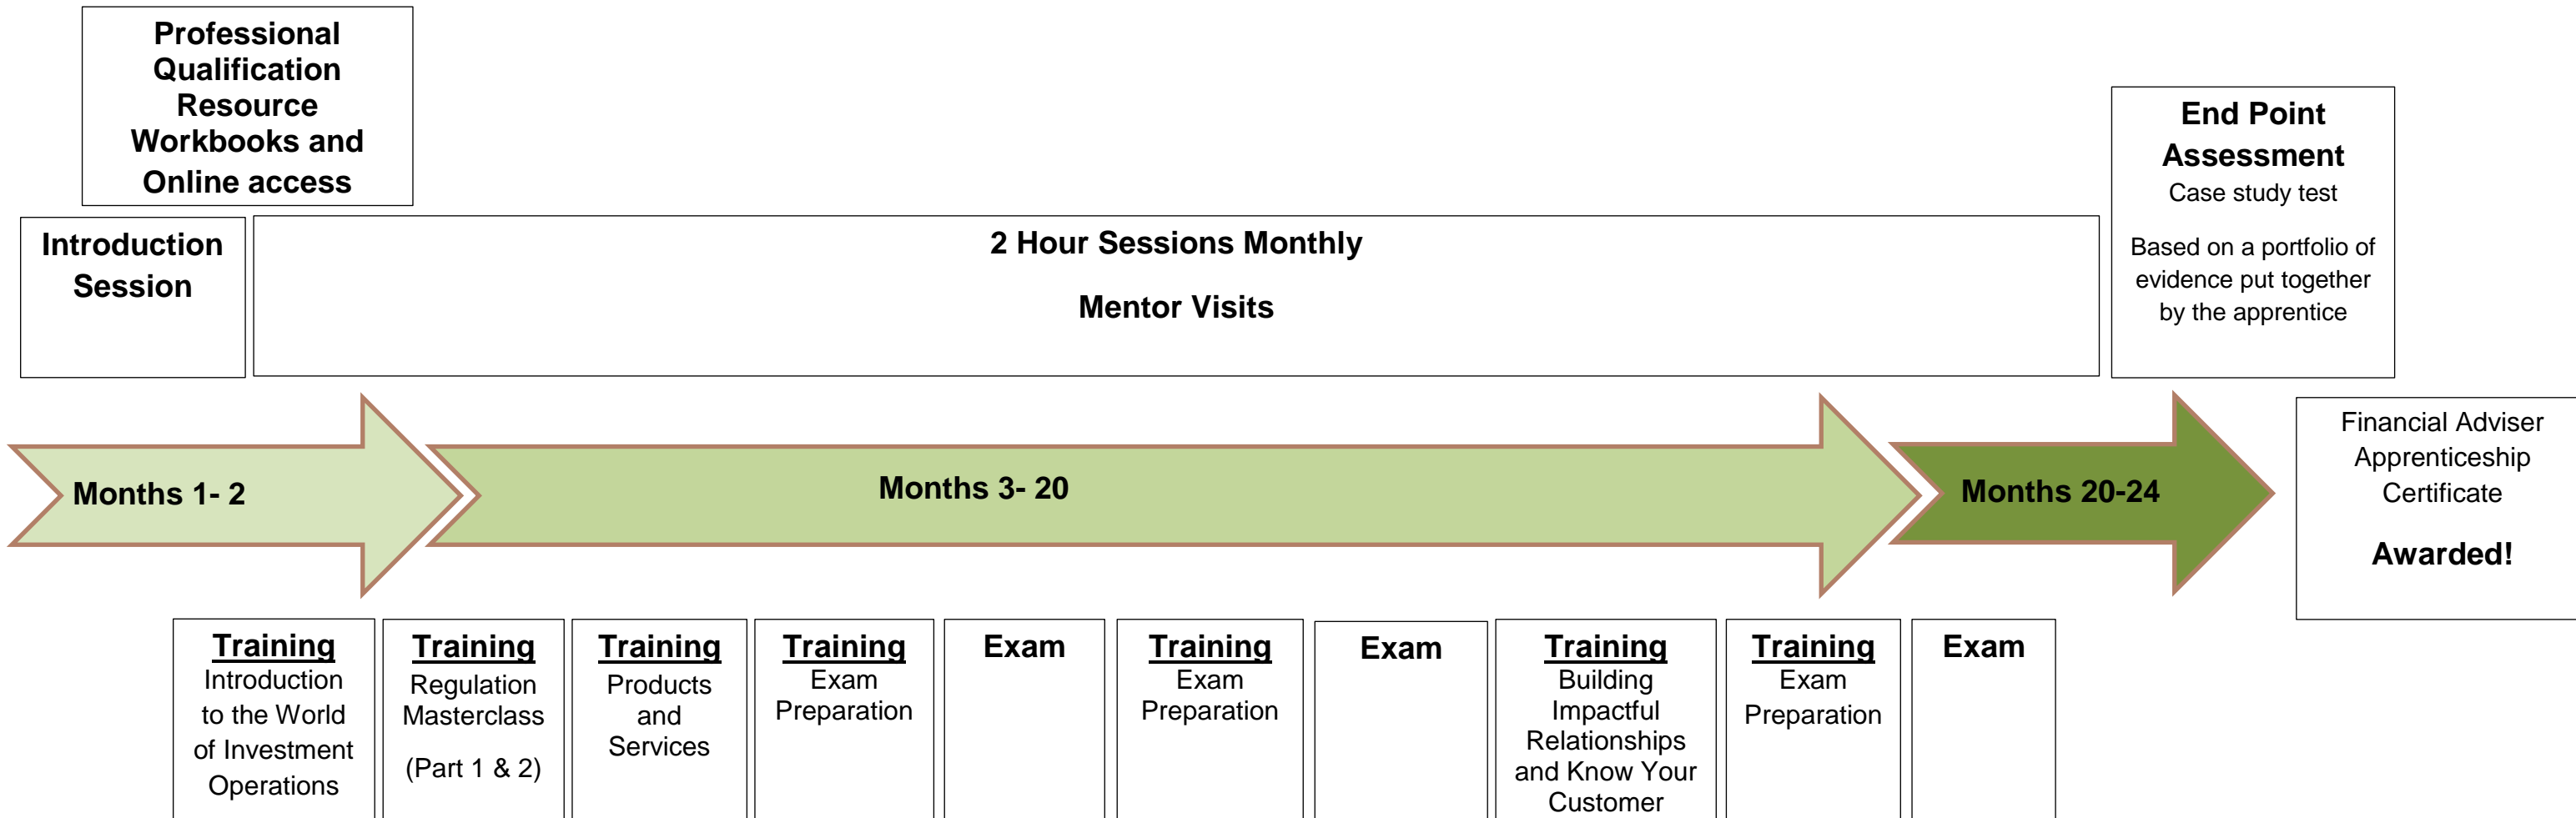 Professional
Qualification
Resource
Workbooks and
Online access
Introduction
Session
2 Hour Sessions Monthly
Mentor Visits
End Point
Assessment
Case study test
Based on a portfolio of
evidence put together
by the apprentice
Months 1- 2
Months 3- 20
Months 20-24
Financial Adviser
Apprenticeship
Certificate
Awarded!
Training
Introduction
to the World
of Investment
Operations
Training
Regulation
Masterclass
(Part 1 & 2)
Training
Products
and
Services
Training
Exam
Preparation
Exam
Training
Exam
Preparation
Exam
Training
Building
Impactful
Relationships
and Know Your
Customer
Training
Exam
Preparation
Exam